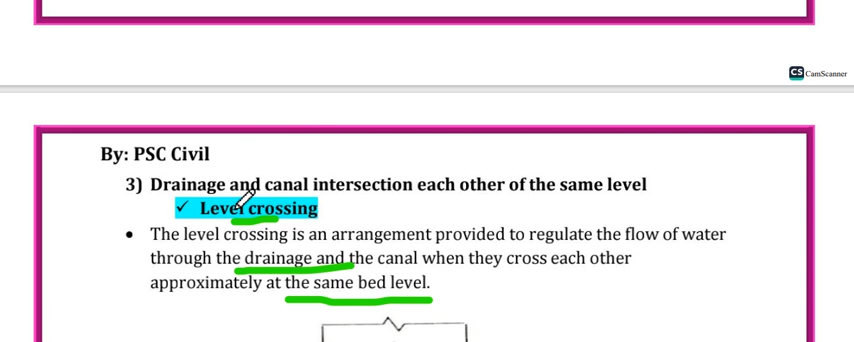 CS CamScanner
By: PSC Civil
3) Drainage and canal intersection each other of the same level
✓ Level crossing
• The level crossing is an arrangement provided to regulate the flow of water
through the drainage and the canal when they cross each other
approximately at the same bed level.